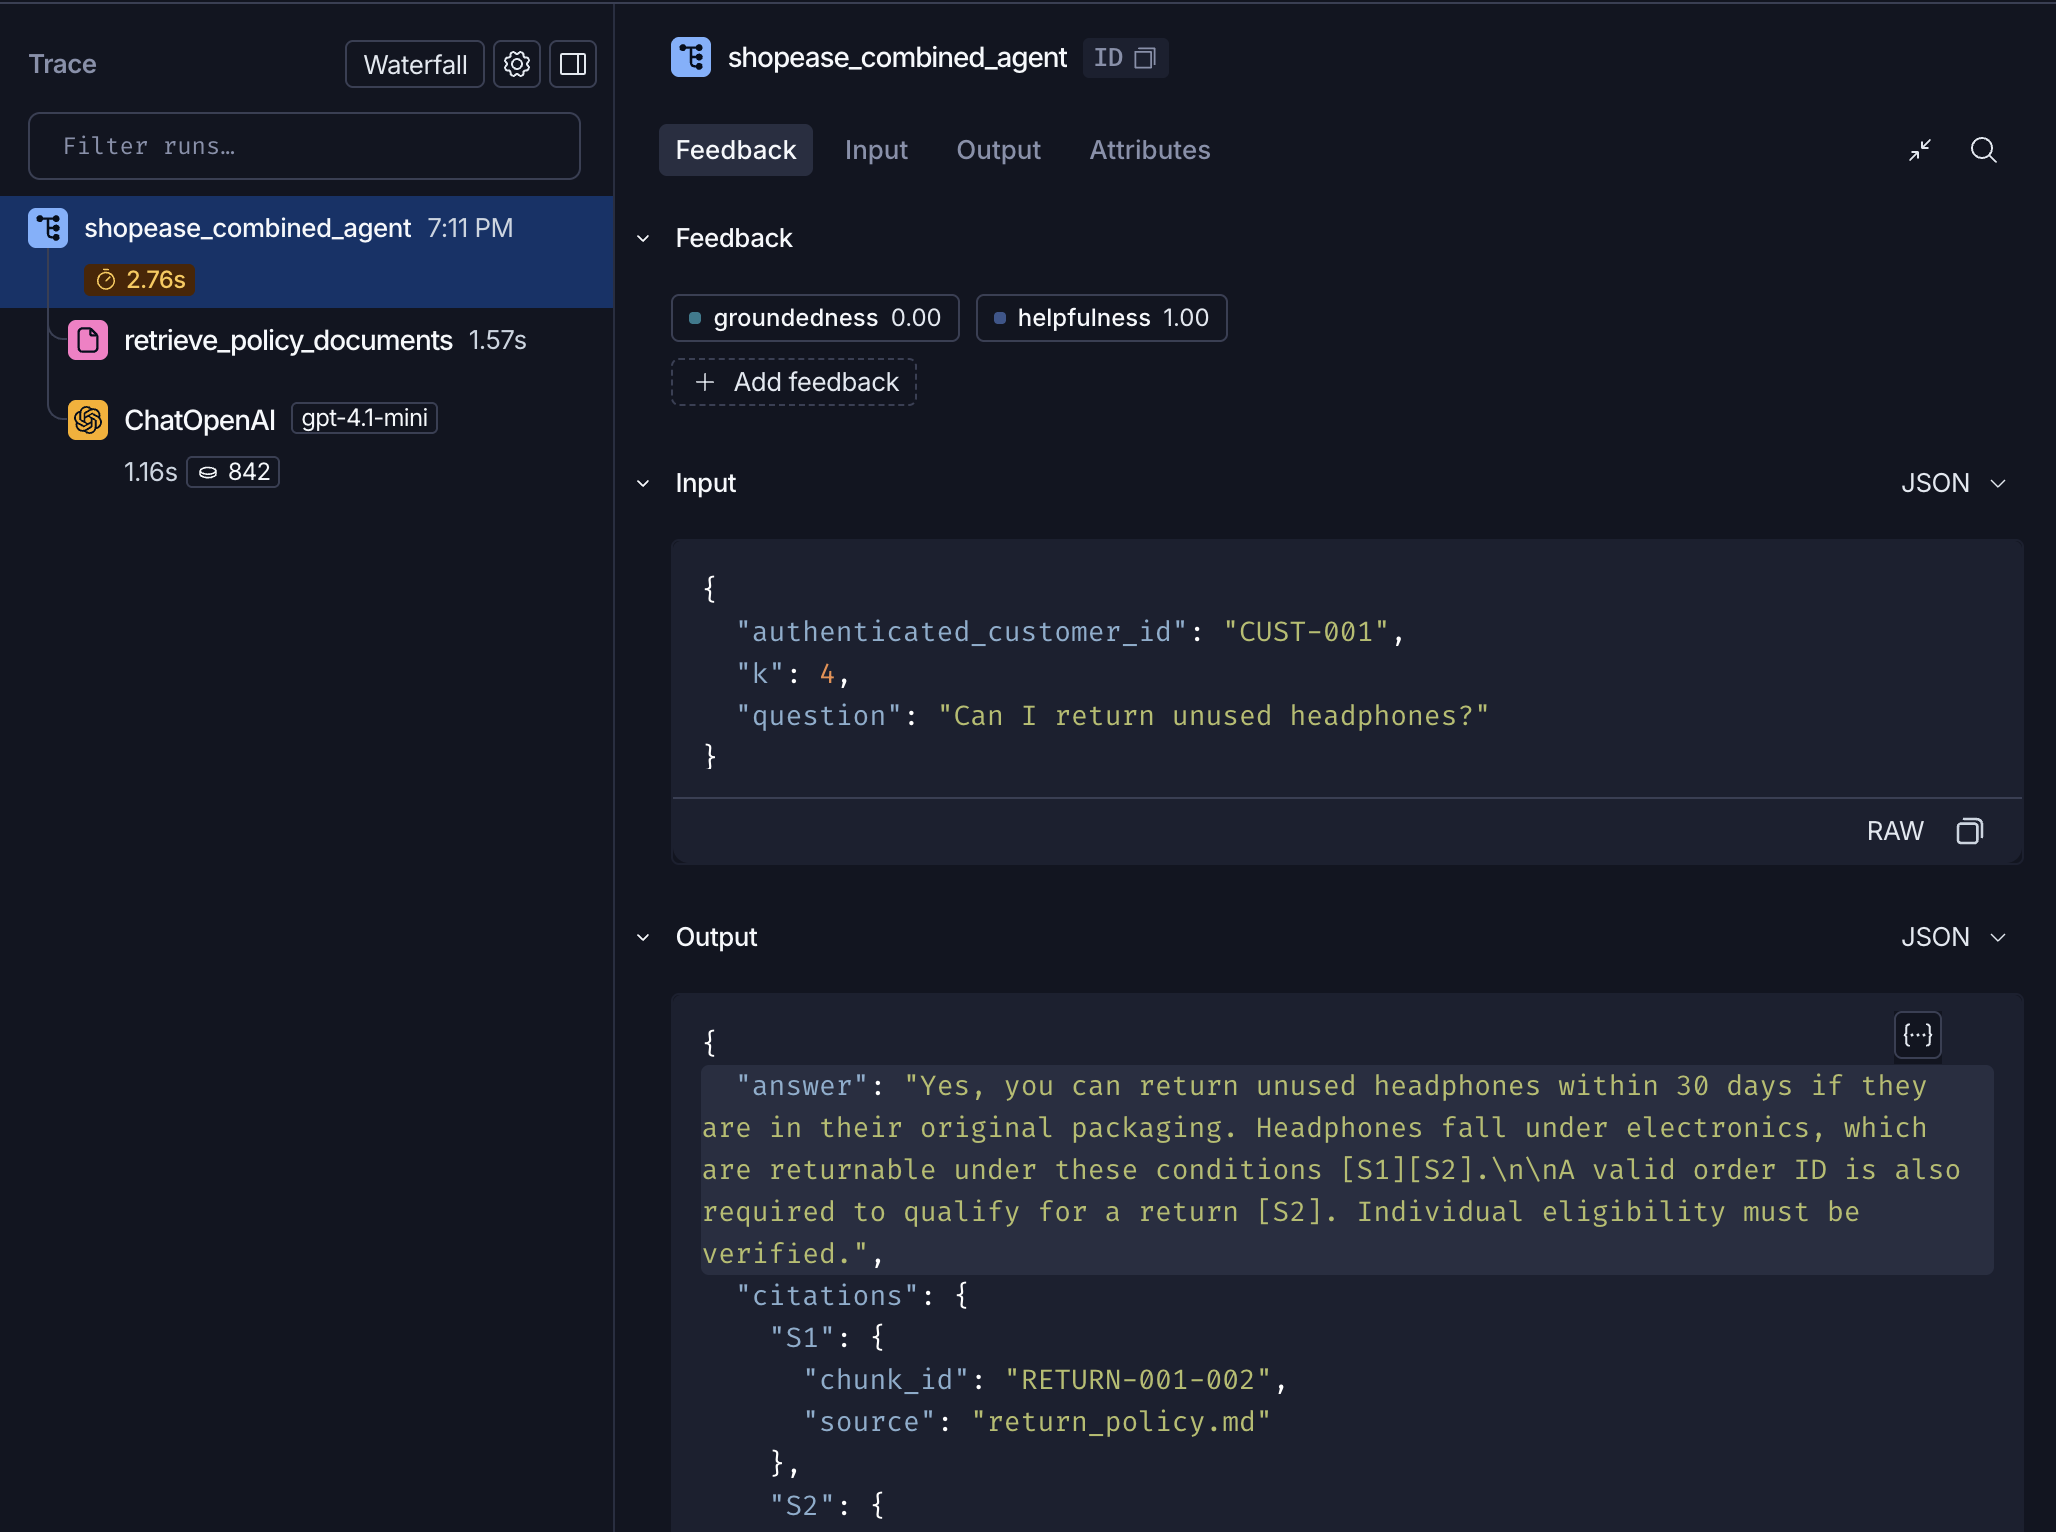 Trace
Waterfall
Filter runs…
shopease_combined_agent 7:11 PM
2.76s
retrieve_policy_documents 1.57s
ChatOpenAI gpt-4.1-mini
1.16s 842
shopease_combined_agent ID
Feedback Input Output Attributes
Feedback
groundedness 0.00 helpfulness 1.00
+ Add feedback
Input JSON
{
"authenticated_customer_id": "CUST-001",
"k": 4,
"question": "Can I return unused headphones?"
}
RAW
Output JSON
{
{...}
"answer": "Yes, you can return unused headphones within 30 days if they
are in their original packaging. Headphones fall under electronics, which
are returnable under these conditions [S1][S2].\n\nA valid order ID is also
required to qualify for a return [S2]. Individual eligibility must be
verified.",
"citations": {
"S1": {
"chunk_id": "RETURN-001-002",
"source": "return_policy.md"
},
"S2": {